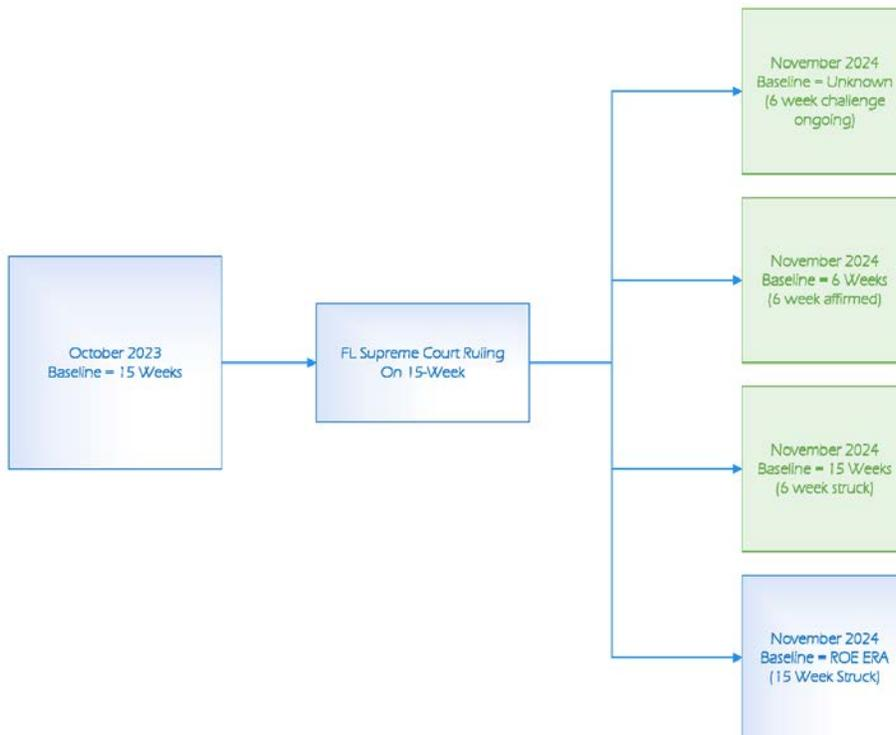 November 2024
Baseline = Unknown
(6 week challenge
ongoing)
November 2024
Baseline = 6 Weeks
(6 week affirmed)
October 2023
Baseline = 15 Weeks
FL Supreme Court Ruling
On 15-Week
November 2024
Baseline = 15 Weeks
(6 week struck)
November 2024
Baseline = ROE ERA
(15 Week Struck)